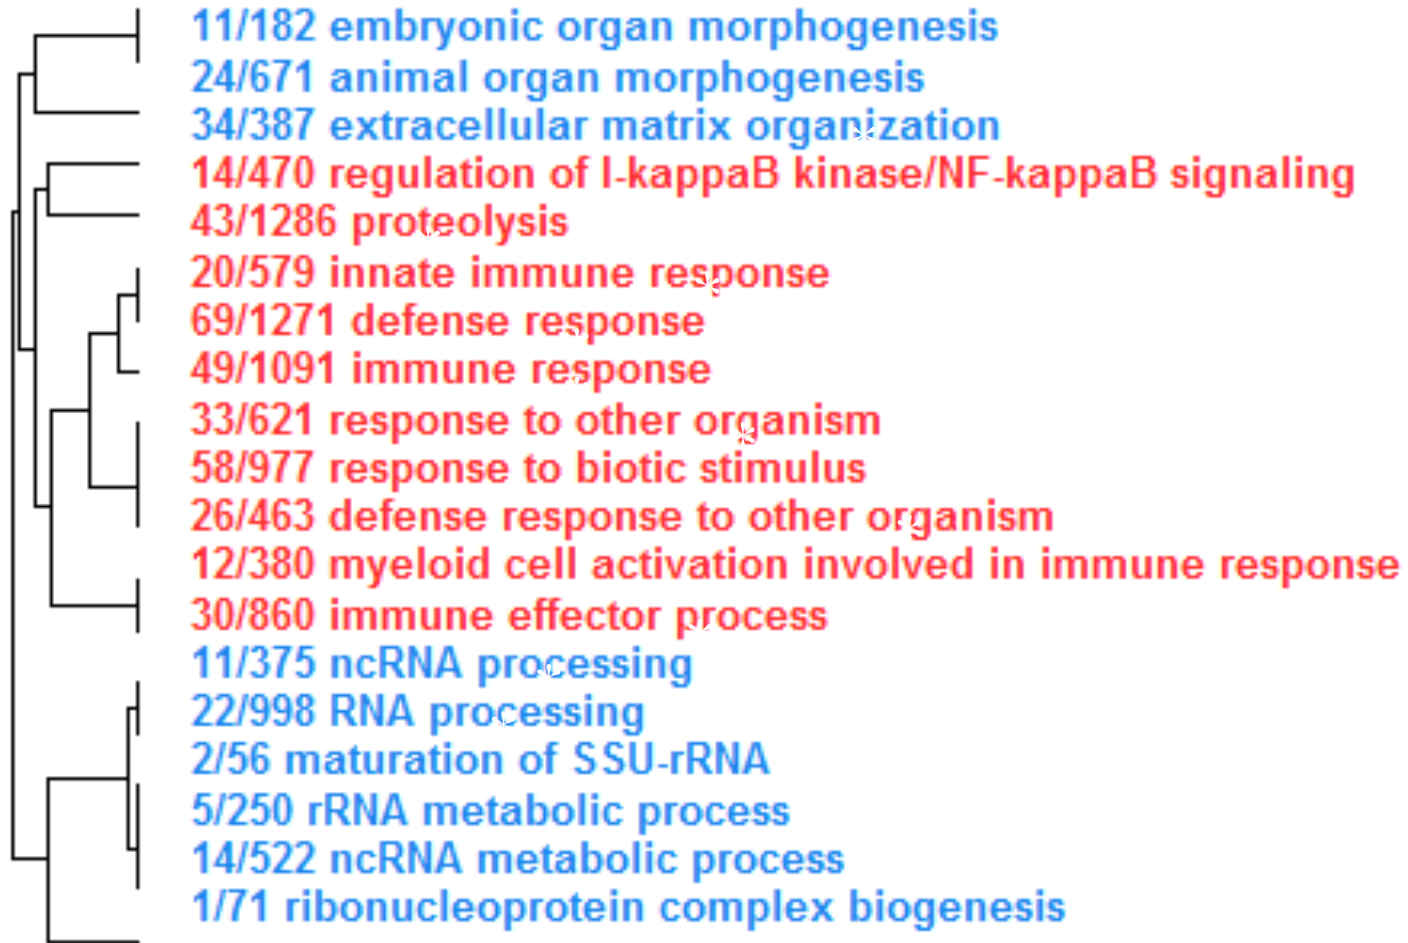 11/182 embryonic organ morphogenesis
24/671 animal organ morphogenesis
34/387 extracellular matrix organization
14/470 regulation of I-kappaB kinase/NF-kappaB signaling
43/1286 proteolysis
20/579 innate immune response
69/1271 defense response
49/1091 immune response
33/621 response to other organism
58/977 response to biotic stimulus
26/463 defense response to other organism
12/380 myeloid cell activation involved in immune response
30/860 immune effector process
11/375 ncRNA processing
22/998 RNA processing
2/56 maturation of SSU-rRNA
5/250 rRNA metabolic process
14/522 ncRNA metabolic process
1/71 ribonucleoprotein complex biogenesis